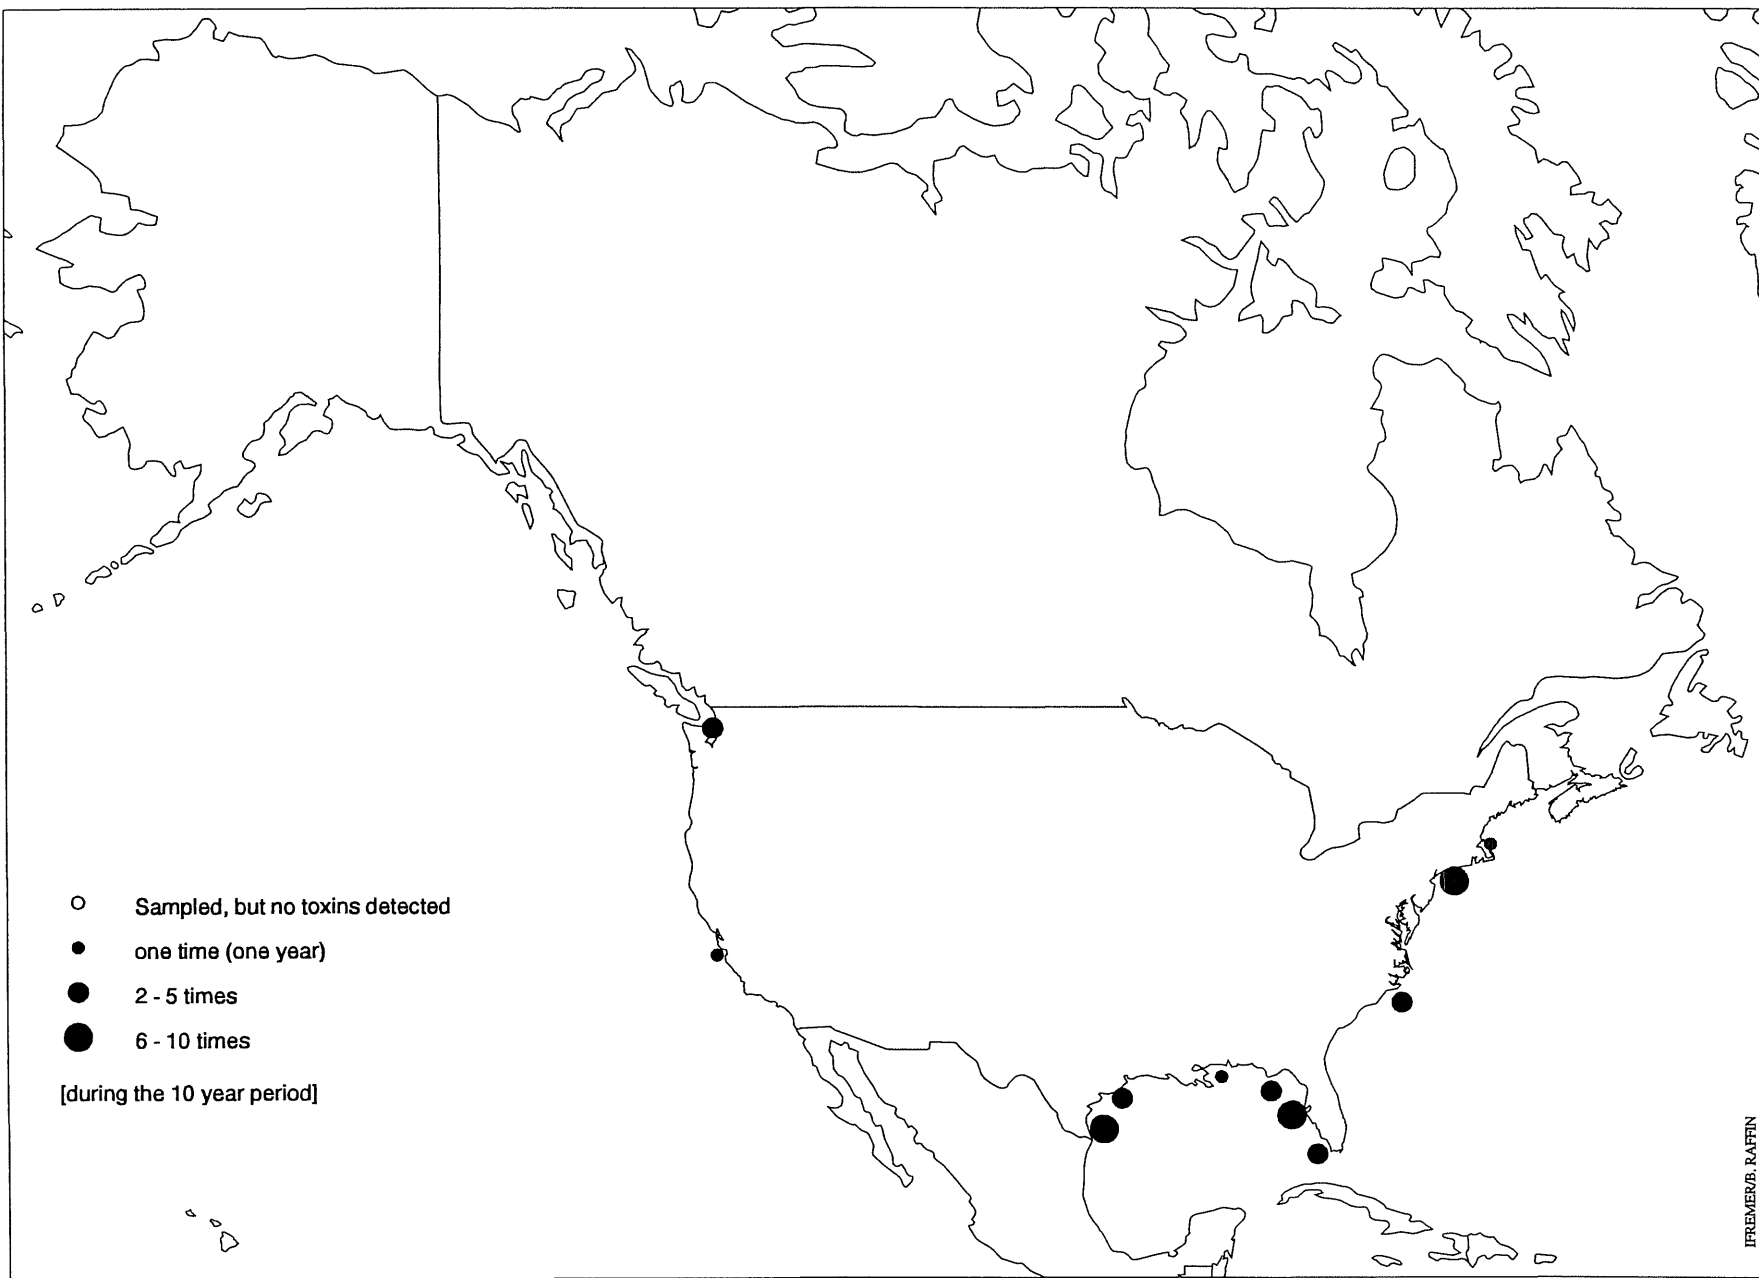 Sampled, but no toxins detected
one time (one year)
2 - 5 times
6 - 10 times
[during the 10 year period]
IFREMER/B. RAFFIN